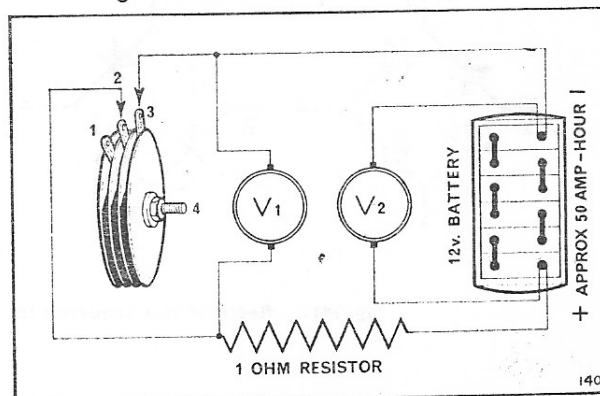 2
3
1
4
V1
V2
12v. BATTERY
+ APPROX 50 AMP-HOUR −
1 OHM RESISTOR
140